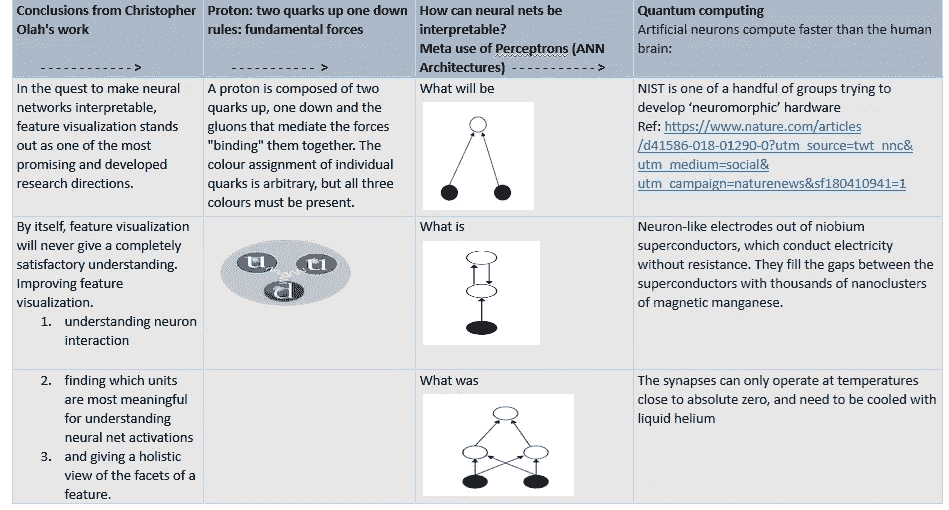 Conclusions from Christopher
Olah's work
- - - - - - - - - - - - >
Proton: two quarks up one down
rules: fundamental forces
- - - - - - - - - - - >
How can neural nets be
interpretable?
Meta use of Perceptrons (ANN
Architectures) - - - - - - - - - - - >
Quantum computing
Artificial neurons compute faster than the human
brain:
In the quest to make neural
networks interpretable,
feature visualization stands
out as one of the most
promising and developed
research directions.
A proton is composed of two
quarks up, one down and the
gluons that mediate the forces
"binding" them together. The
colour assignment of individual
quarks is arbitrary, but all three
colours must be present.
What will be
NIST is one of a handful of groups trying to
develop ‘neuromorphic’ hardware
Ref: https://www.nature.com/articles
/d41586-018-01290-0?utm_source=twt_nnc&
utm_medium=social&
utm_campaign=naturenews&sf180410941=1
By itself, feature visualization
will never give a completely
satisfactory understanding.
Improving feature
visualization.
1. understanding neuron
interaction
u u
d
What is
Neuron-like electrodes out of niobium
superconductors, which conduct electricity
without resistance. They fill the gaps between the
superconductors with thousands of nanoclusters
of magnetic manganese.
2. finding which units
are most meaningful
for understanding
neural net activations
3. and giving a holistic
view of the facets of a
feature.
What was
The synapses can only operate at temperatures
close to absolute zero, and need to be cooled with
liquid helium